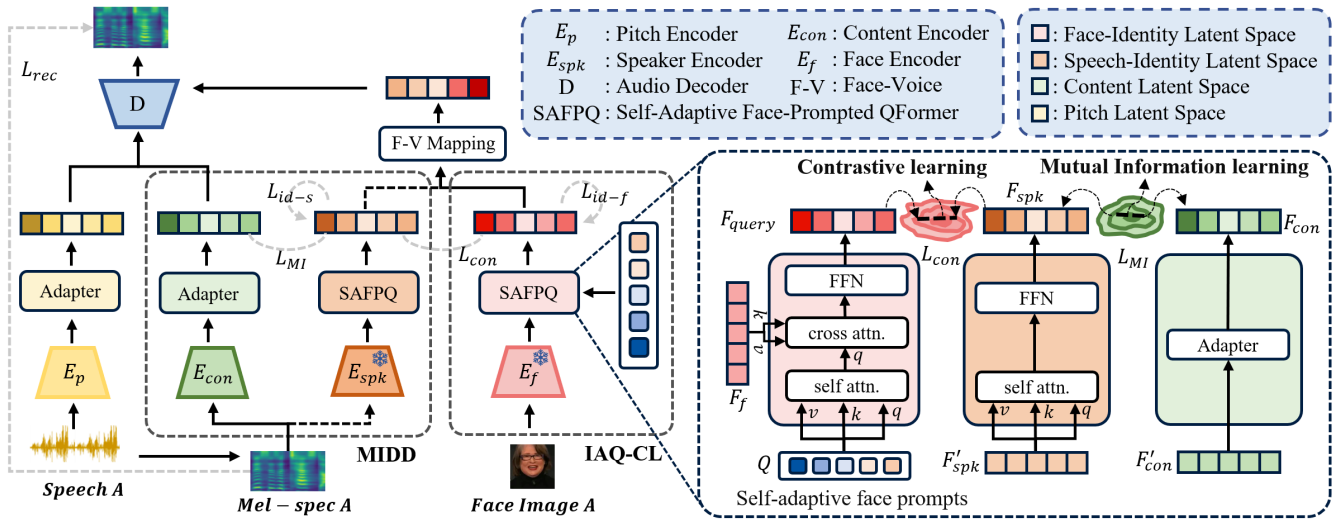 L_rec
D
F-V Mapping
L_id-s
L_id-f
L_MI
L_con
Adapter
Adapter
SAFPQ
SAFPQ
E_p
E_con
E_spk
E_f
MIDD
IAQ-CL
Speech A
Mel - spec A
Face Image A
E_p : Pitch Encoder
E_con : Content Encoder
E_spk : Speaker Encoder
E_f : Face Encoder
D : Audio Decoder
F-V : Face-Voice
SAFPQ : Self-Adaptive Face-Prompted QFormer
: Face-Identity Latent Space
: Speech-Identity Latent Space
: Content Latent Space
: Pitch Latent Space
Contrastive learning
Mutual Information learning
F_query
F_spk
F_con
L_con
L_MI
FFN
FFN
cross attn.
k
v
q
Adapter
F_f
self attn.
self attn.
v k q
v k q
Q
F'_spk
F'_con
Self-adaptive face prompts